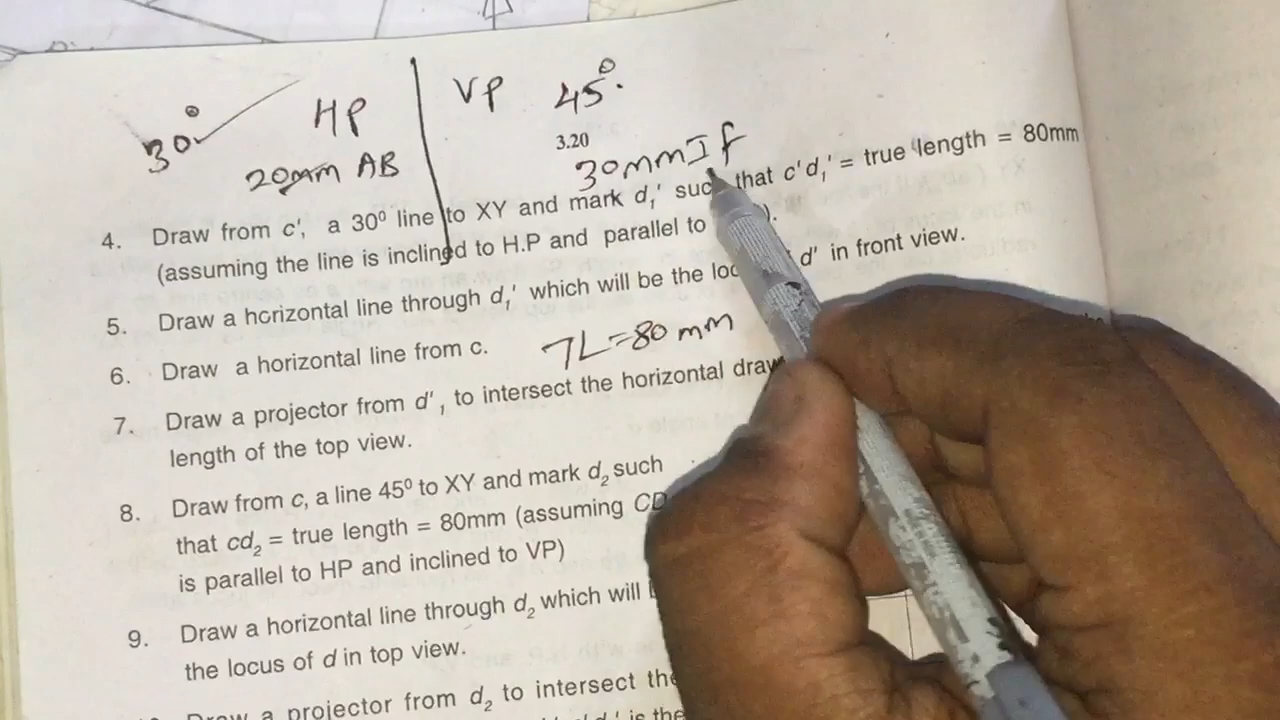 30° HP
20mm AB
VP 45°.
3.20
30mm If
4. Draw from c', a 30⁰ line to XY and mark d₁' such that c'd₁' = true length = 80mm
(assuming the line is inclined to H.P and parallel to
5. Draw a horizontal line through d₁' which will be the d" in front view.
6. Draw a horizontal line from c.
TL=80 mm
7. Draw a projector from d', to intersect the horizontal
length of the top view.
8. Draw from c, a line 45⁰ to XY and mark d₂ such
that cd₂ = true length = 80mm (assuming CD
is parallel to HP and inclined to VP)
9. Draw a horizontal line through d₂ which will
the locus of d in top view.
Draw a projector from d₂ to intersect the
is the